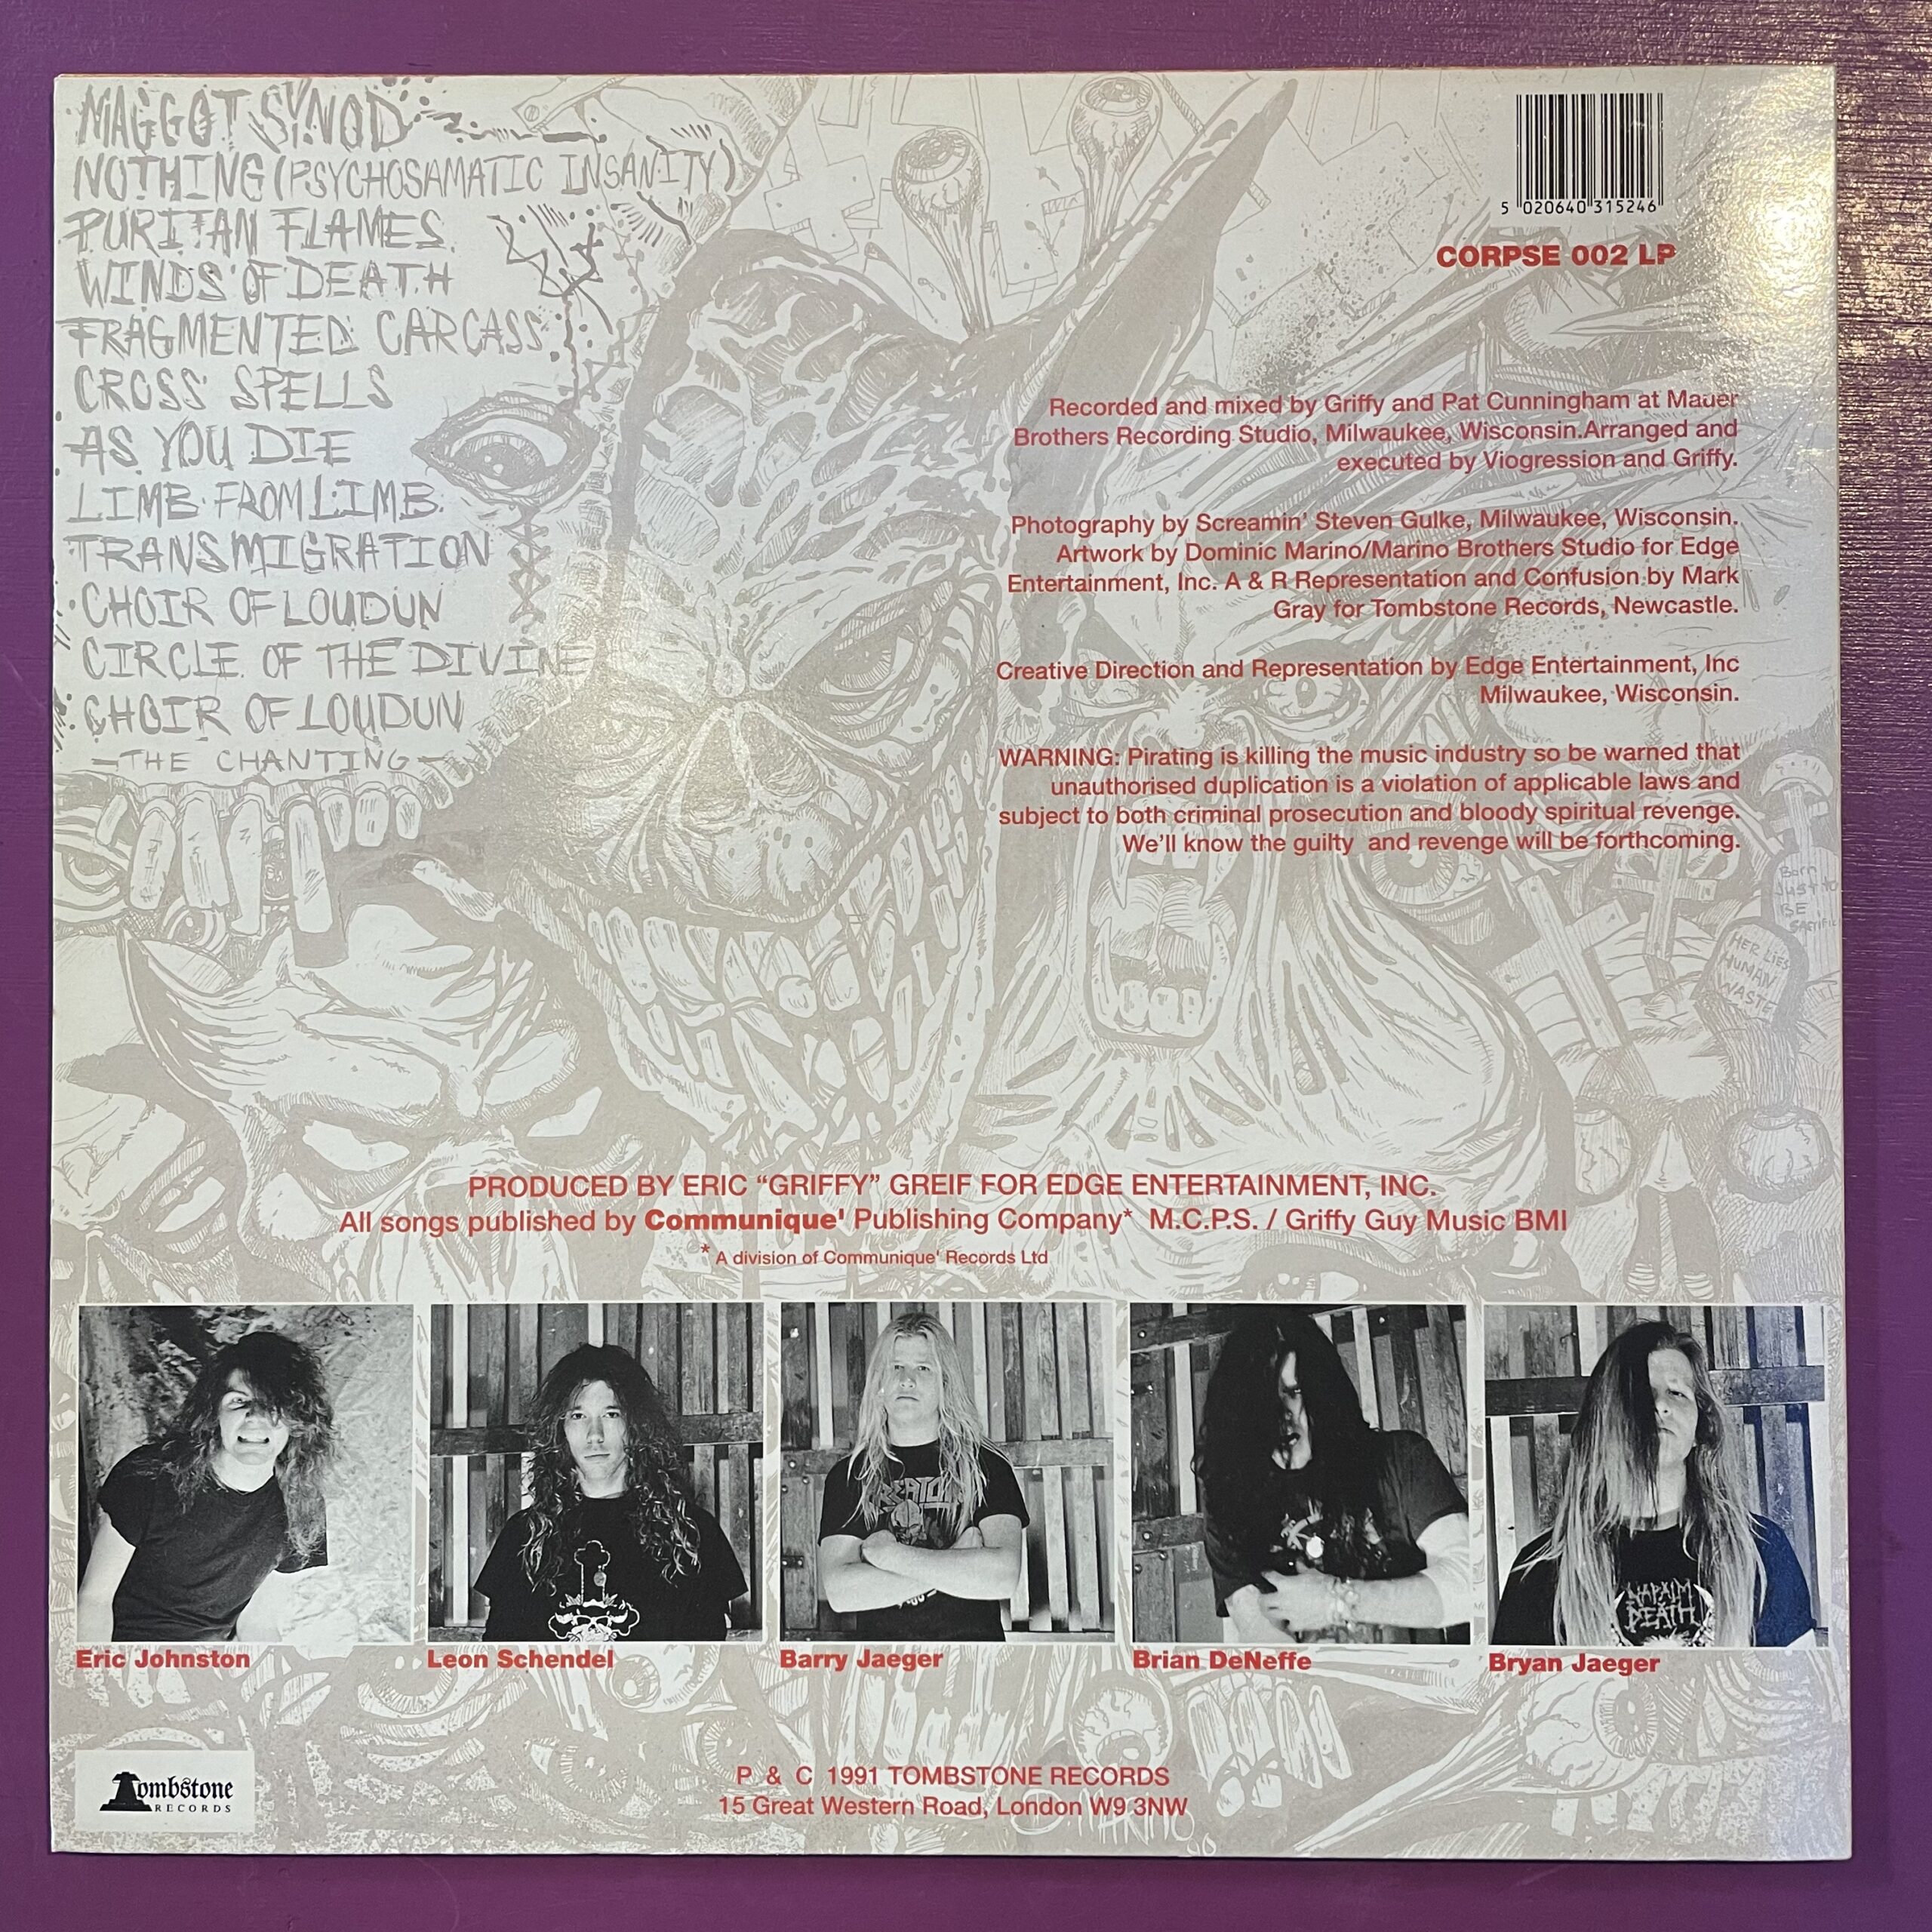 MAGGOT SYNOD
NOTHING (PSYCHOSAMATIC INSANITY)
PURITAN FLAMES
WINDS OF DEATH
FRAGMENTED CARCASS
CROSS SPELLS
AS YOU DIE
LIMB FROM LIMB
TRANSMIGRATION
CHOIR OF LOUDUN
CIRCLE OF THE DIVINE
CHOIR OF LOUDUN
-THE CHANTING-
5 020640 315246
CORPSE 002 LP
Recorded and mixed by Griffy and Pat Cunningham at Mauer
Brothers Recording Studio, Milwaukee, Wisconsin.Arranged and
executed by Viogression and Griffy.
Photography by Screamin' Steven Gulke, Milwaukee, Wisconsin.
Artwork by Dominic Marino/Marino Brothers Studio for Edge
Entertainment, Inc. A & R Representation and Confusion by Mark
Gray for Tombstone Records, Newcastle.
Creative Direction and Representation by Edge Entertainment, Inc
Milwaukee, Wisconsin.
WARNING: Pirating is killing the music industry so be warned that
unauthorised duplication is a violation of applicable laws and
subject to both criminal prosecution and bloody spiritual revenge.
We'll know the guilty and revenge will be forthcoming.
Born
Just to
BE
HER LIES
HUMAN
WASTE
PRODUCED BY ERIC “GRIFFY” GREIF FOR EDGE ENTERTAINMENT, INC.
All songs published by Communique' Publishing Company* M.C.P.S. / Griffy Guy Music BMI
* A division of Communique' Records Ltd
KREATOR
NAPALM
DEATH
Eric Johnston
Leon Schendel
Barry Jaeger
Brian DeNeffe
Bryan Jaeger
Tombstone
RECORDS
P & C 1991 TOMBSTONE RECORDS
15 Great Western Road, London W9 3NW
D. MARINO
90